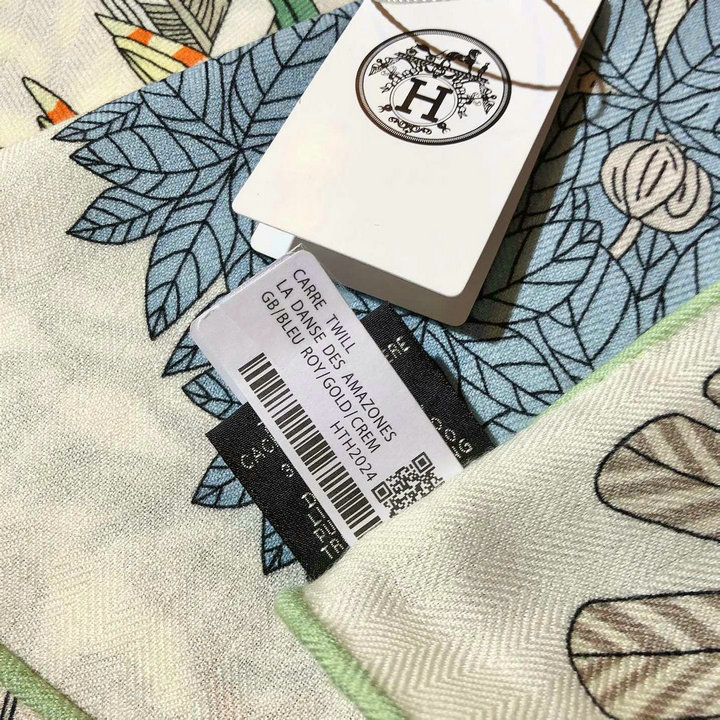 H
CARRE TWILL
LA DANSE DES AMAZONES
GB/BLEU ROY/GOLD/CREM
HTH2024